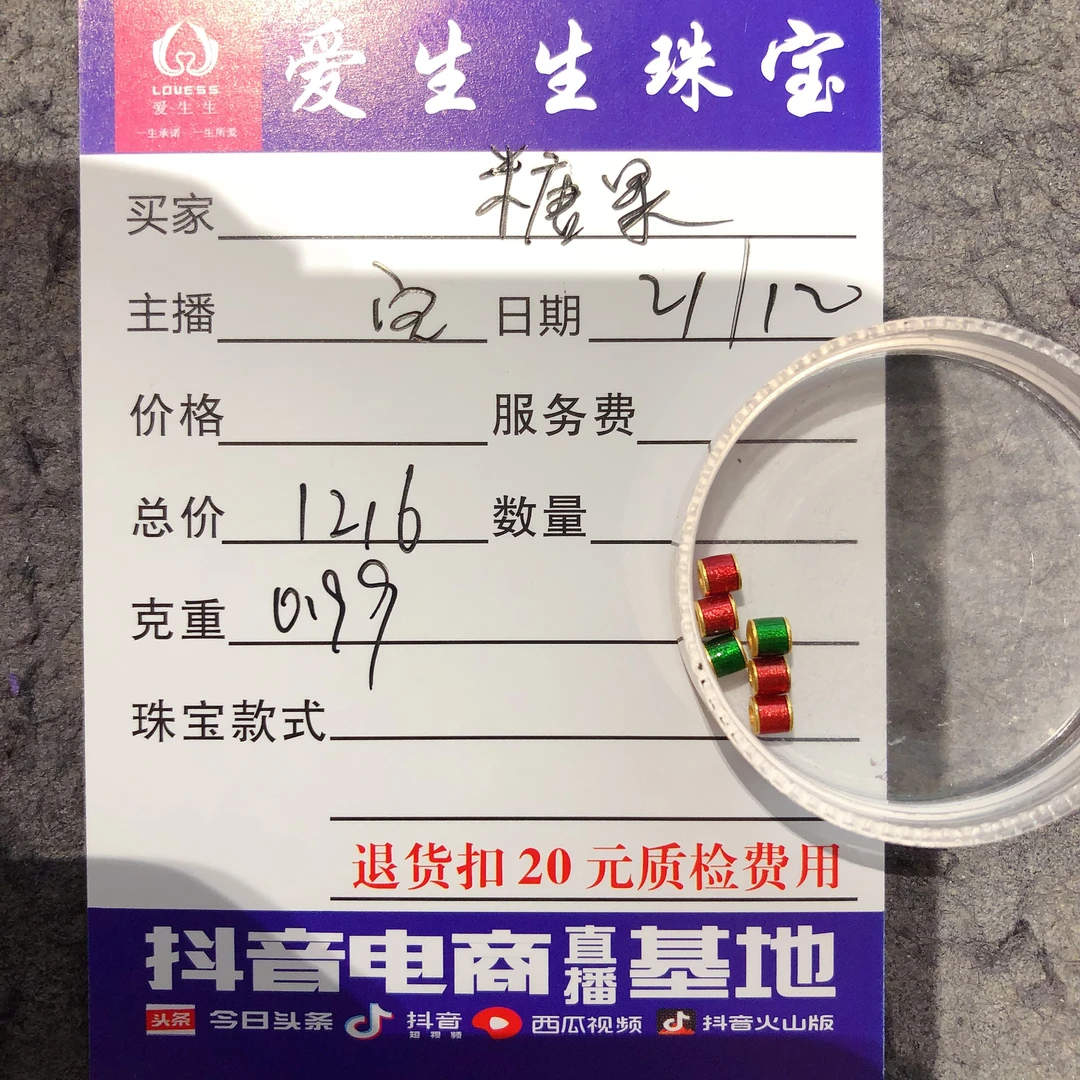 LOVESS
爱生生
一生承诺 一生所爱
爱生生珠宝
买家 糖果
主播 日期 21/12
价格 服务费
总价 1216 数量
克重 0.99
珠宝款式
退货扣20元质检费用
抖音电商直播基地
头条 今日头条 抖音 短视频 西瓜视频 抖音火山版